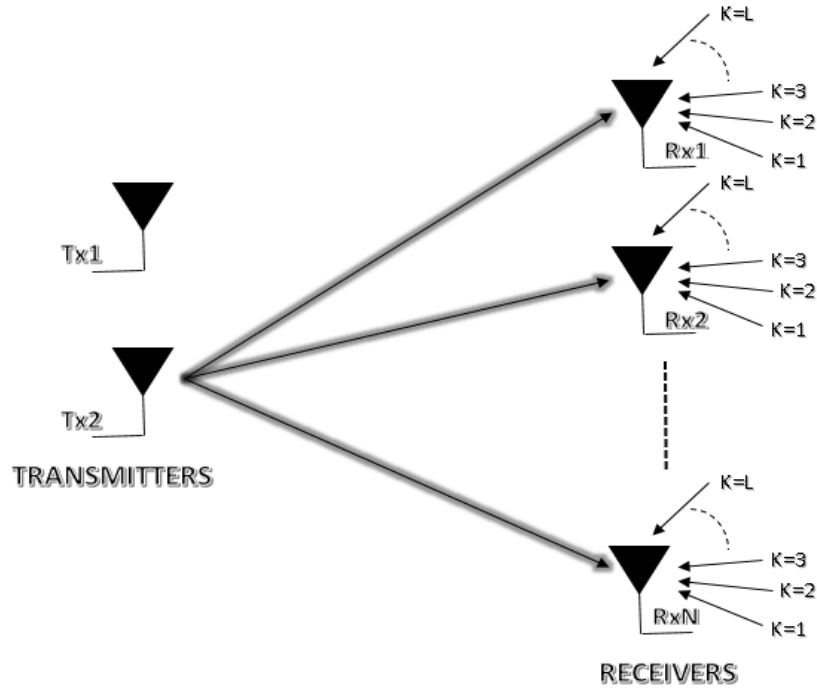 K=L
K=3
K=2
K=1
Rx1
K=L
K=3
K=2
K=1
Rx2
Tx1
Tx2
TRANSMITTERS
K=L
K=3
K=2
K=1
RxN
RECEIVERS